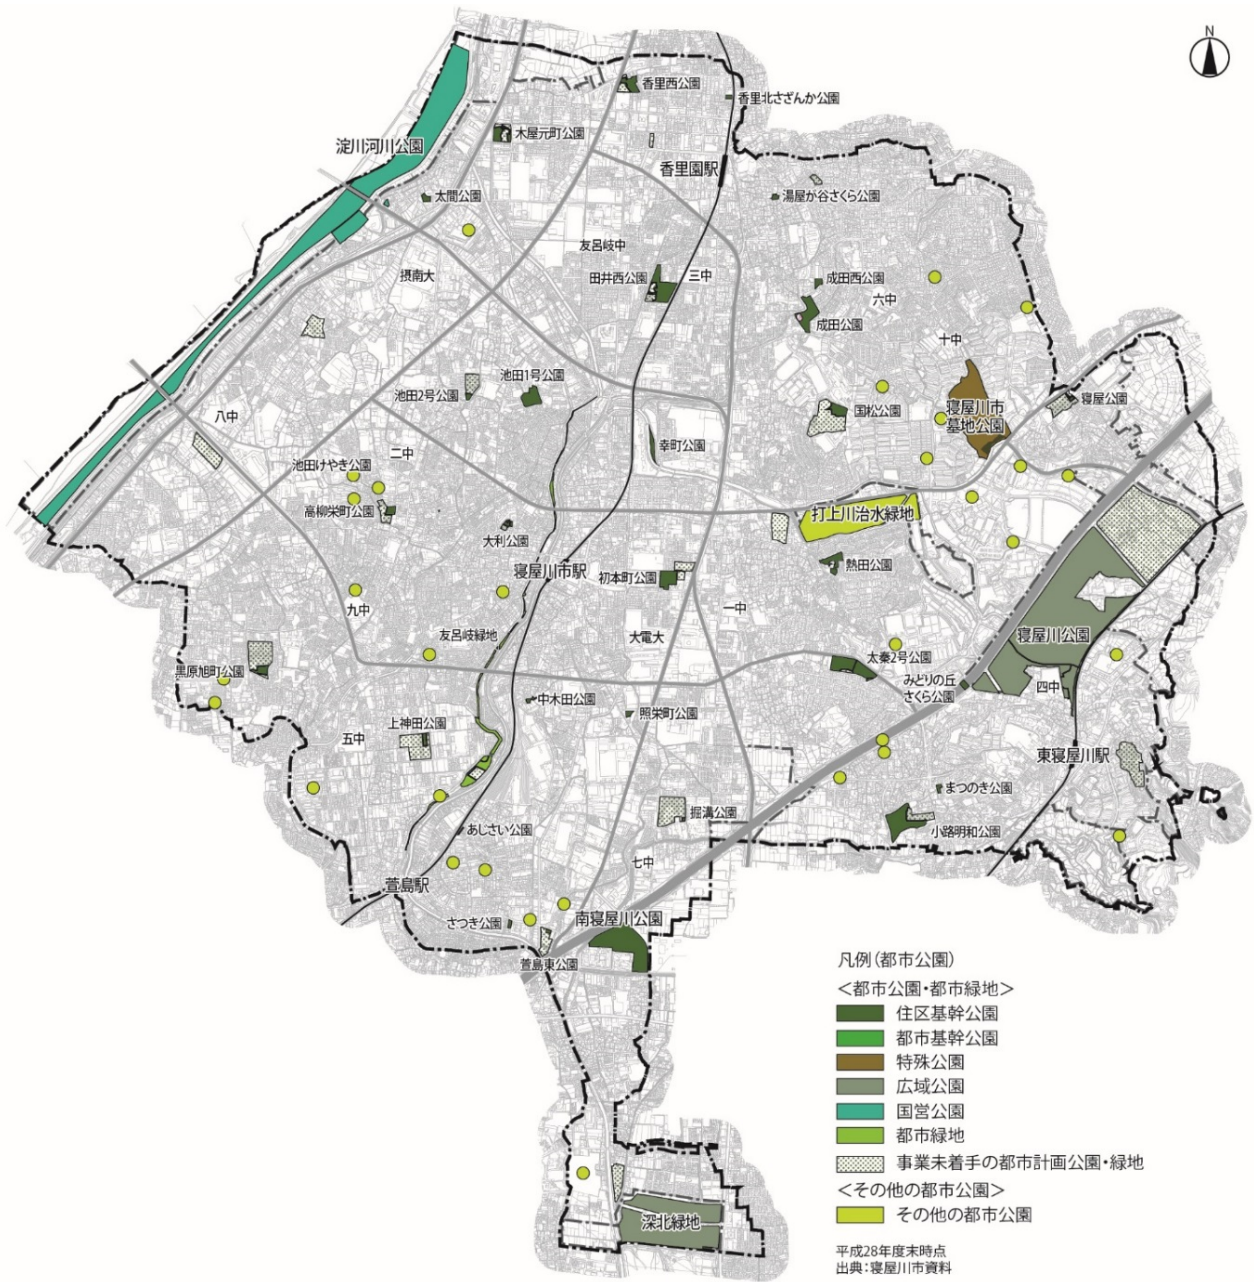 N
香里西公園
香里北さざんか公園
木屋元町公園
淀川河川公園
香里園駅
太間公園
湯屋が谷さくら公園
友呂岐中
摂南大
田井西公園
三中
成田西公園
六中
成田公園
十中
池田1号公園
池田2号公園
寝屋公園
国松公園
寝屋川市
墓地公園
八中
幸町公園
二中
池田けやき公園
高柳栄町公園
打上川治水緑地
大利公園
熱田公園
寝屋川市駅
初本町公園
九中
一中
友呂岐緑地
大電大
寝屋川公園
太秦2号公園
黒原旭町公園
みどりの丘
さくら公園
四中
中木田公園
照栄町公園
上神田公園
五中
東寝屋川駅
まつのき公園
堀溝公園
あじさい公園
小路明和公園
七中
萱島駅
南寝屋川公園
さつき公園
萱島東公園
深北緑地
凡例(都市公園)
<都市公園・都市緑地>
住区基幹公園
都市基幹公園
特殊公園
広域公園
国営公園
都市緑地
事業未着手の都市計画公園・緑地
<その他の都市公園>
その他の都市公園
平成28年度末時点
出典:寝屋川市資料